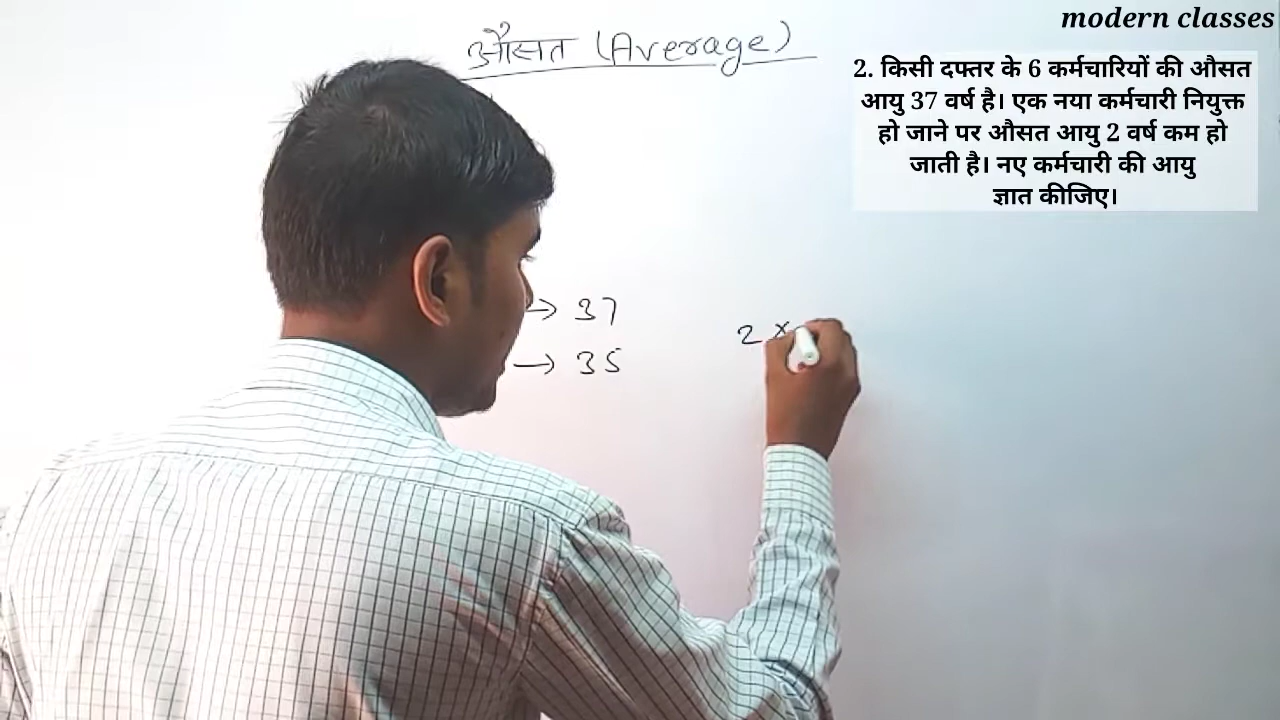 modern classes
औसत (Average)
2. किसी दफ्तर के 6 कर्मचारियों की औसत
आयु 37 वर्ष है। एक नया कर्मचारी नियुक्त
हो जाने पर औसत आयु 2 वर्ष कम हो
जाती है। नए कर्मचारी की आयु
ज्ञात कीजिए।
→ 37
→ 35
2 ×